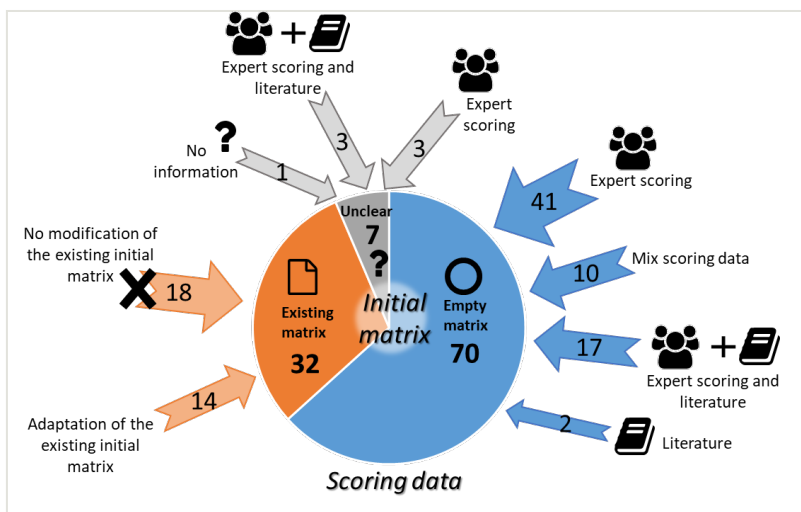 Expert scoring and
literature
3
Expert
scoring
3
No
information
?
1
Expert scoring
41
Mix scoring data
10
Expert scoring and
literature
17
Literature
2
No modification of
the existing initial
matrix
18
Adaptation of the
existing initial
matrix
14
Unclear
7
?
Existing
matrix
32
Initial
matrix
Empty
matrix
70
Scoring data